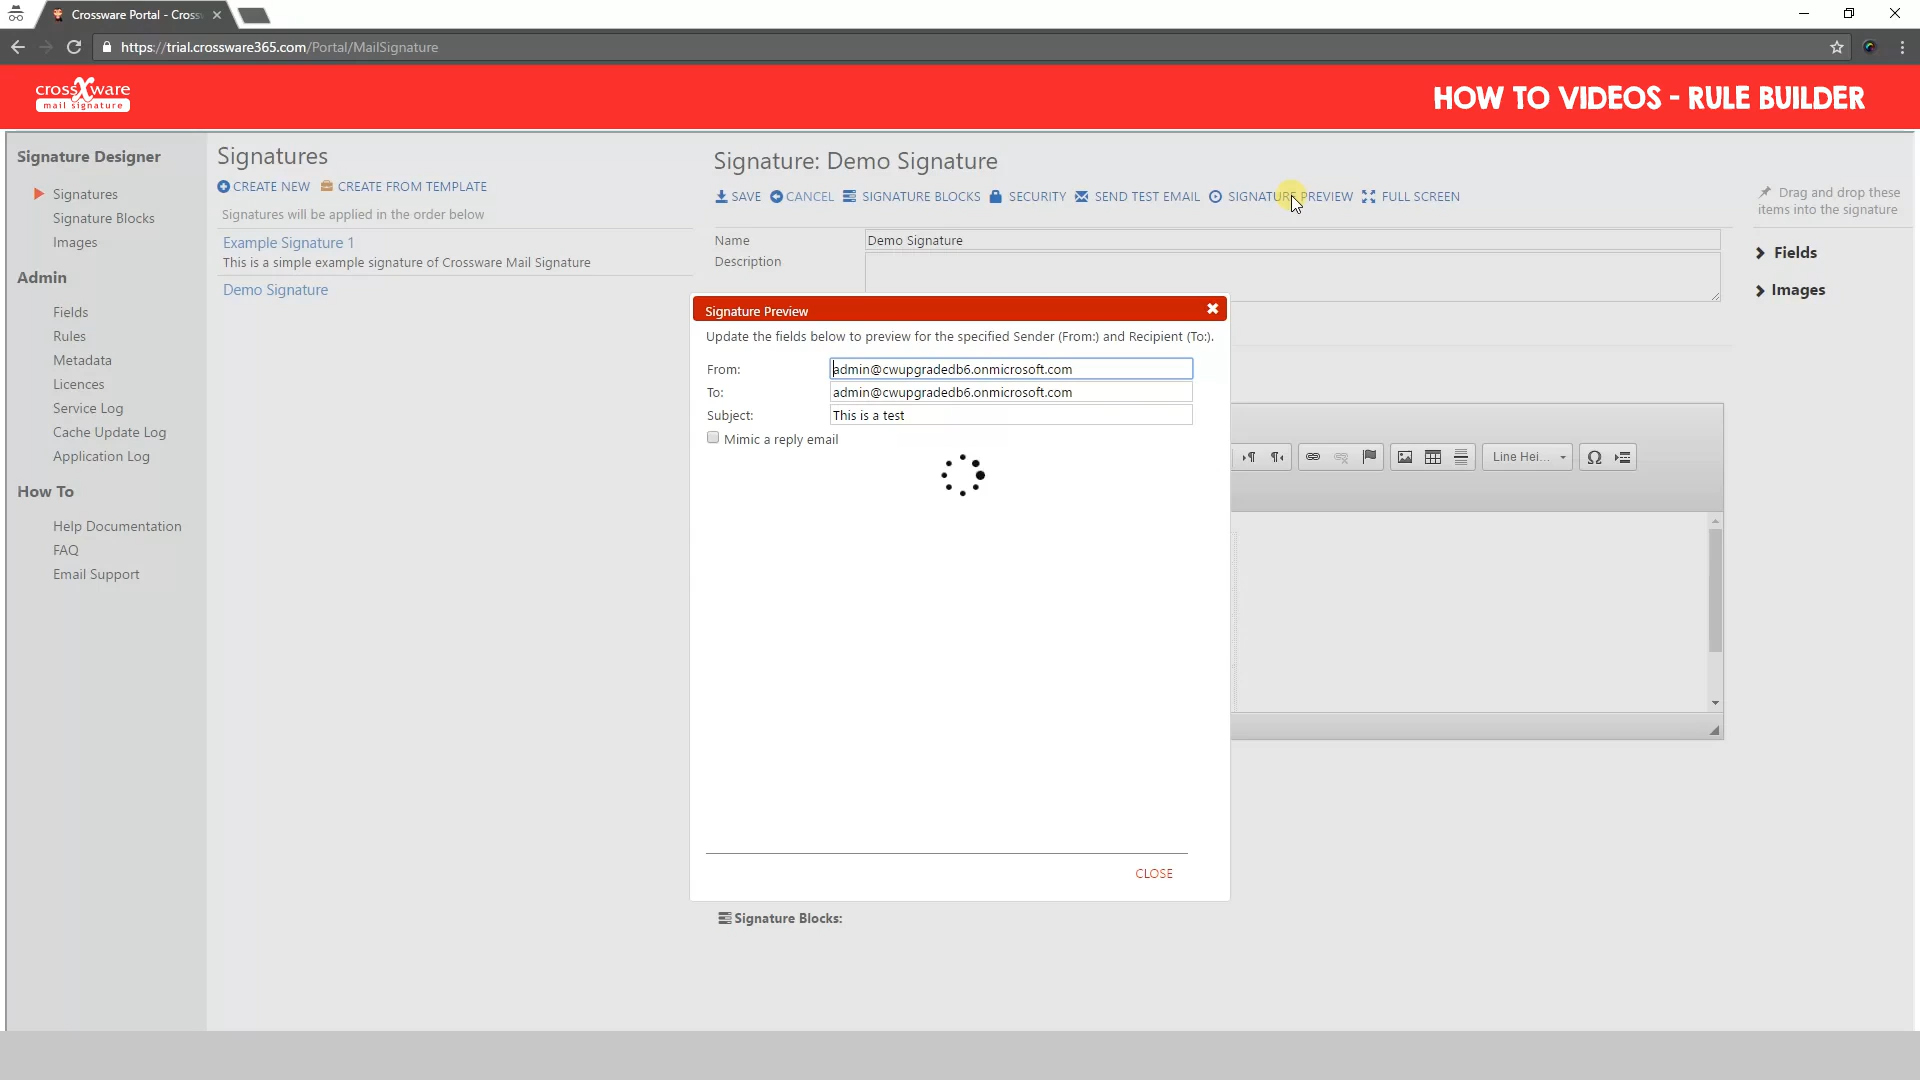 Crossware Portal - Cross
https://trial.crossware365.com/Portal/MailSignature
crossXware
mail signature
HOW TO VIDEOS - RULE BUILDER
Signature Designer
Signatures
Signature Blocks
Images
Admin
Fields
Rules
Metadata
Licences
Service Log
Cache Update Log
Application Log
How To
Help Documentation
FAQ
Email Support
Signatures
CREATE NEW CREATE FROM TEMPLATE
Signatures will be applied in the order below
Example Signature 1
This is a simple example signature of Crossware Mail Signature
Demo Signature
Signature: Demo Signature
SAVE CANCEL SIGNATURE BLOCKS SECURITY SEND TEST EMAIL SIGNATURE PREVIEW FULL SCREEN
Name Demo Signature
Description
Signature Preview
Update the fields below to preview for the specified Sender (From:) and Recipient (To:).
From: admin@cwupgradedb6.onmicrosoft.com
To: admin@cwupgradedb6.onmicrosoft.com
Subject: This is a test
Mimic a reply email
CLOSE
Line Hei...
Signature Blocks:
Drag and drop these
items into the signature
Fields
Images